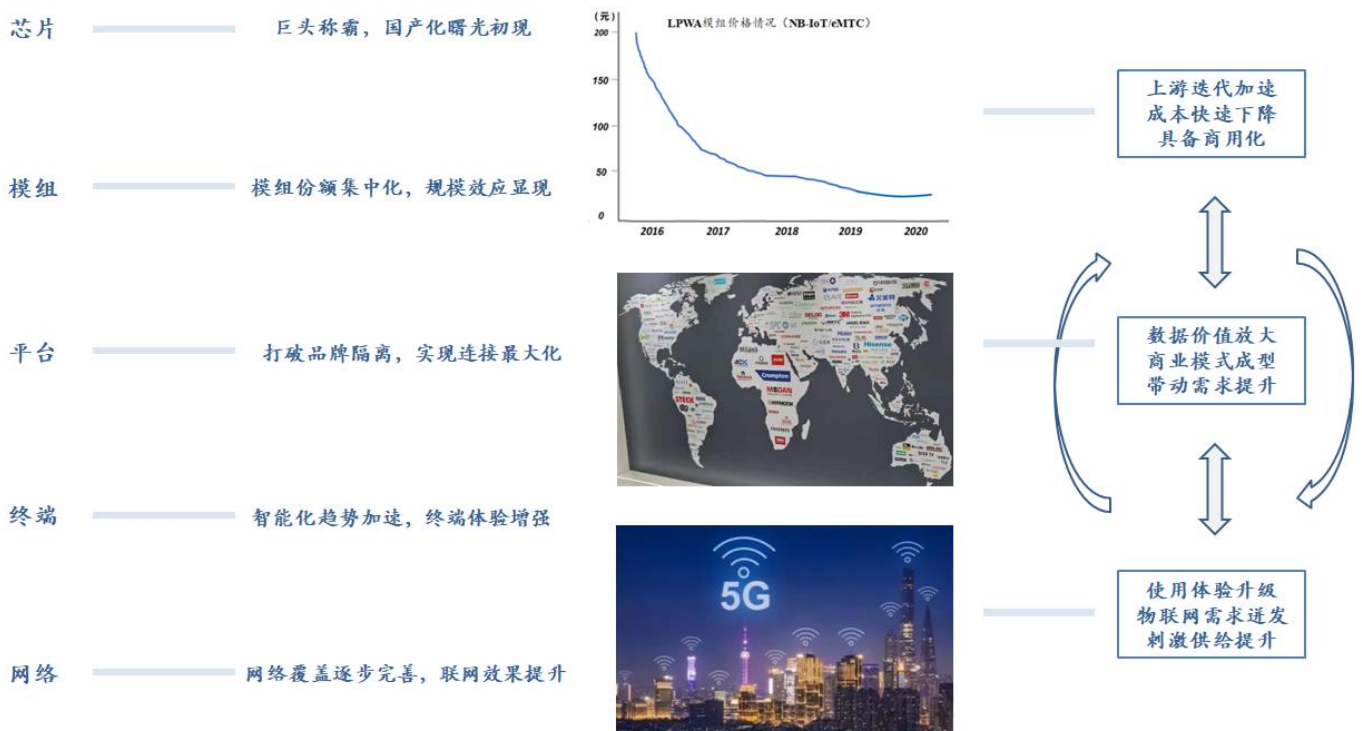 芯片
巨头称霸，国产化曙光初现
模组
模组份额集中化，规模效应显现
平台
打破品牌隔离，实现连接最大化
终端
智能化趋势加速，终端体验增强
网络
网络覆盖逐步完善，联网效果提升
（元）
LPWA模组价格情况（NB-IoT/eMTC）
200
150
100
50
0
2016
2017
2018
2019
2020
Haier
Hisense
3M
Crompton
STECK
5G
上游迭代加速
成本快速下降
具备商用化
数据价值放大
商业模式成型
带动需求提升
使用体验升级
物联网需求迸发
刺激供给提升